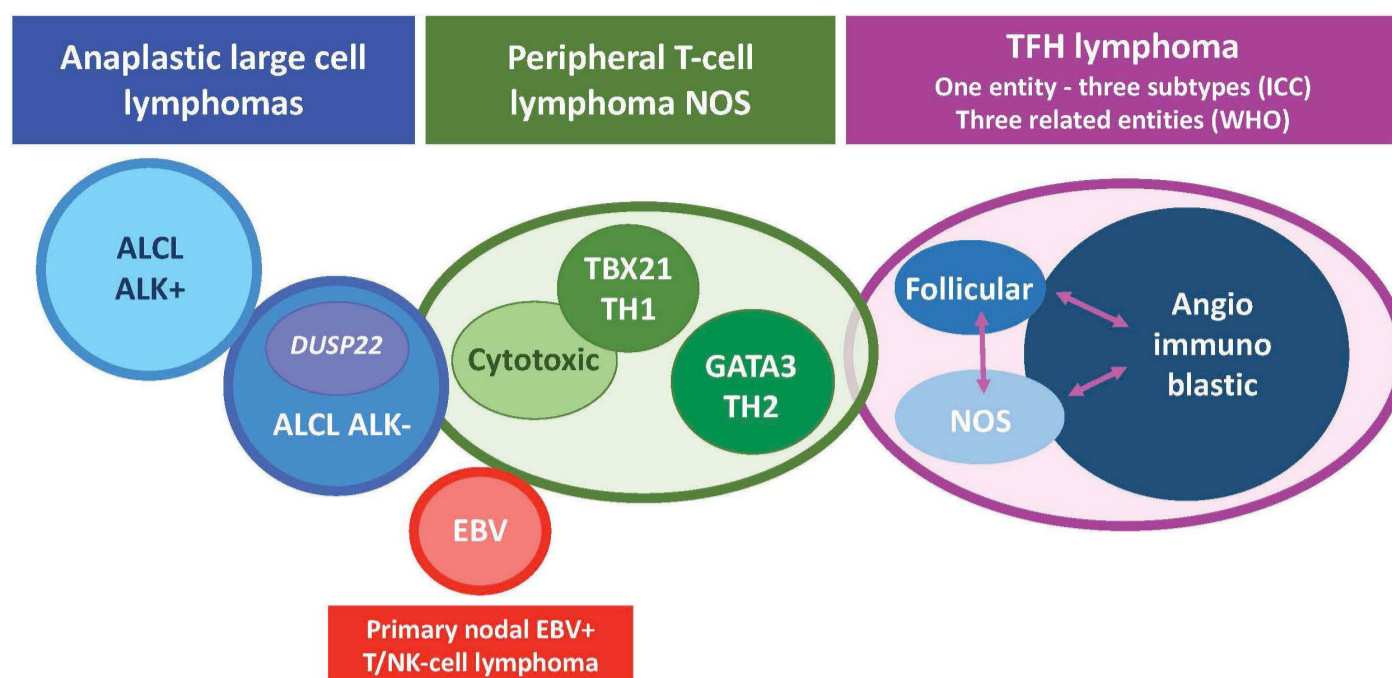 Anaplastic large cell
lymphomas
Peripheral T-cell
lymphoma NOS
TFH lymphoma
One entity - three subtypes (ICC)
Three related entities (WHO)
ALCL
ALK+
DUSP22
ALCL ALK-
Cytotoxic
TBX21
TH1
GATA3
TH2
EBV
Primary nodal EBV+
T/NK-cell lymphoma
Follicular
NOS
Angio
immuno
blastic